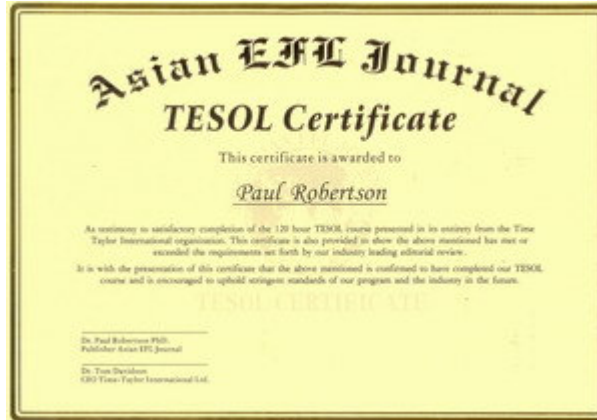 Asian EFL Journal
TESOL Certificate
This certificate is awarded to
Paul Robertson
As testimony to satisfactory completion of the 120 hour TESOL course presented in its entirety from the Time
Taylor International organization. This certificate is also provided to show the above mentioned has met or
exceeded the requirements set forth by our industry leading editorial review.
It is with the presentation of this certificate that the above mentioned is confirmed to have completed our TESOL
course and is encouraged to uphold stringent standards of our program and the industry in the future.
TESOL CERTIFICATE
Dr. Paul Robertson PhD.
Publisher Asian EFL Journal
Dr. Tom Davidson
CEO Time-Taylor International Ltd.